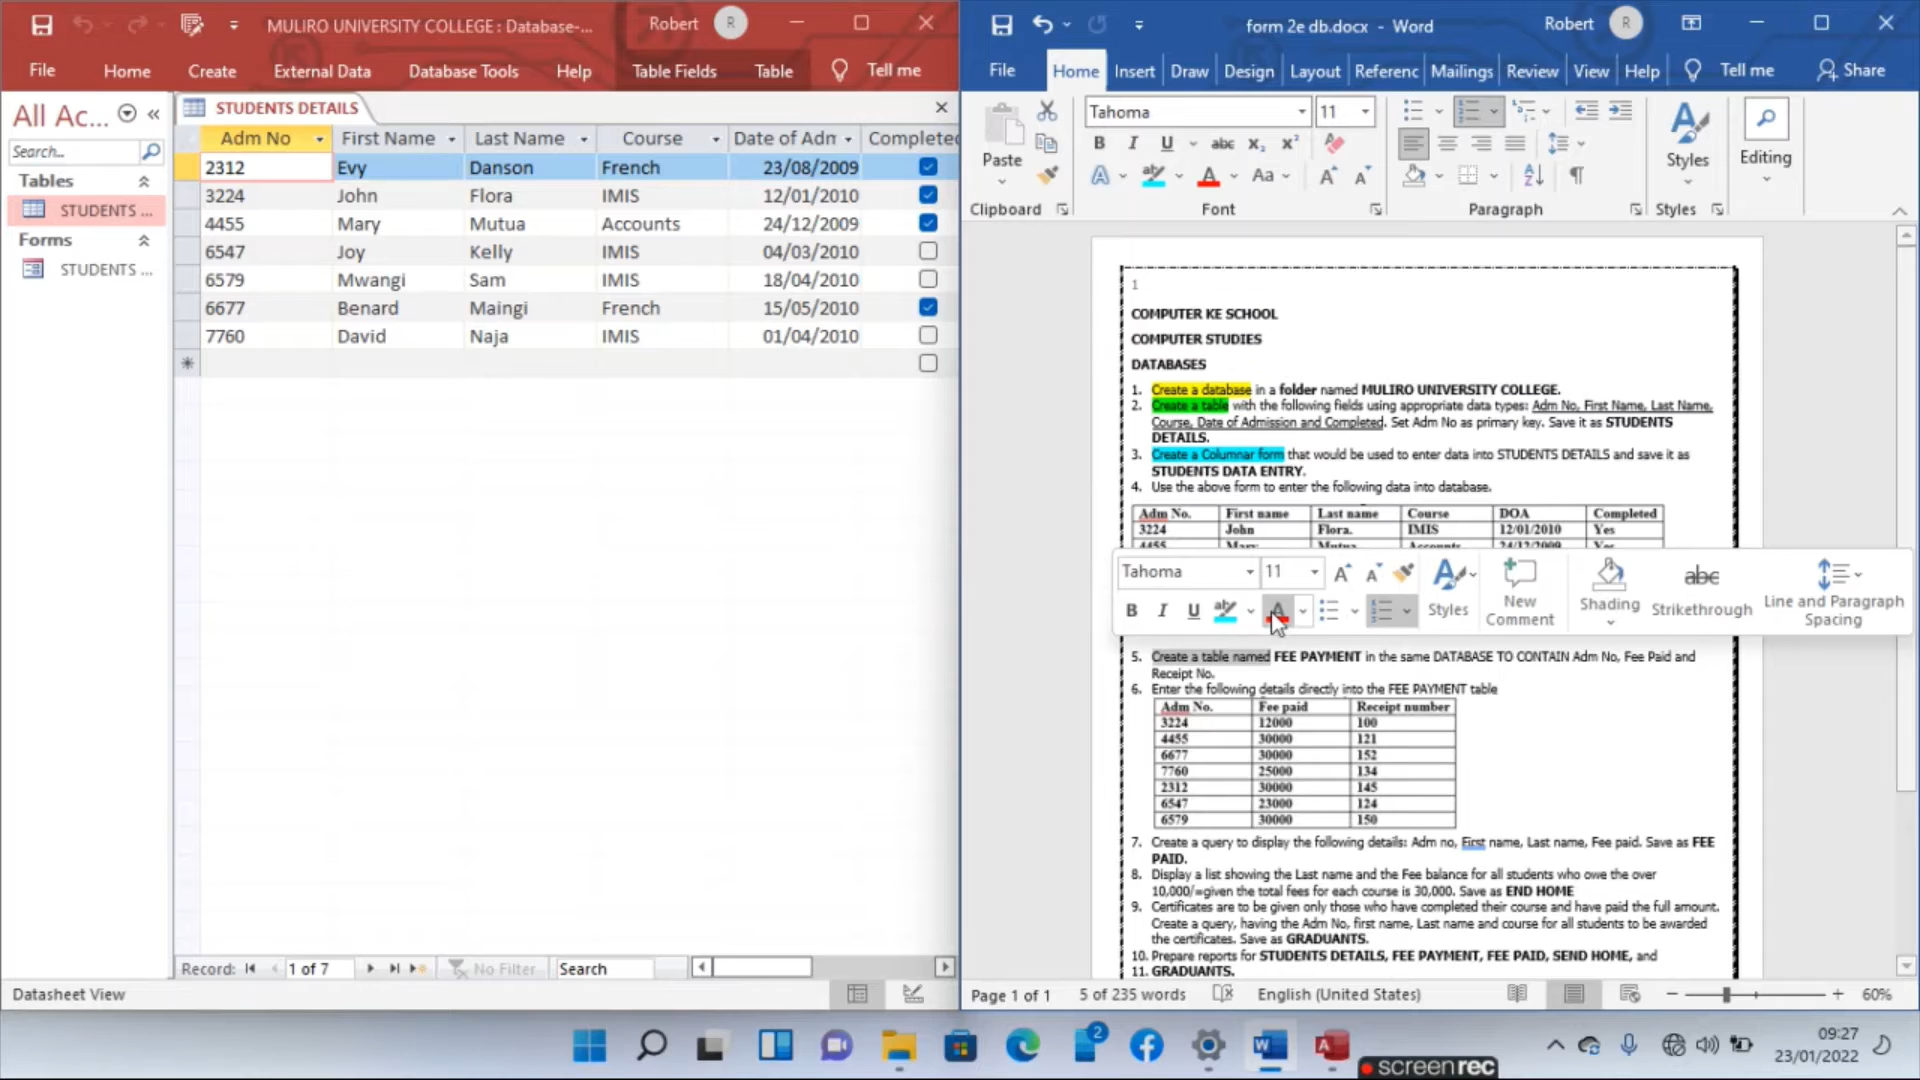 MULIRO UNIVERSITY COLLEGE : Database-...
Robert
R
File
Home
Create
External Data
Database Tools
Help
Table Fields
Table
Tell me
All Ac...
Search...
Tables
STUDENTS ...
Forms
STUDENTS ...
STUDENTS DETAILS
Adm No First Name Last Name Course Date of Adm Completed
2312 Evy Danson French 23/08/2009
3224 John Flora IMIS 12/01/2010
4455 Mary Mutua Accounts 24/12/2009
6547 Joy Kelly IMIS 04/03/2010
6579 Mwangi Sam IMIS 18/04/2010
6677 Benard Maingi French 15/05/2010
7760 David Naja IMIS 01/04/2010
Record: 1 of 7 No Filter Search
Datasheet View
form 2e db.docx - Word
Robert
R
File
Home
Insert
Draw
Design
Layout
Referenc
Mailings
Review
View
Help
Tell me
Share
Paste
Clipboard
Tahoma 11
B I U abc x₂ x²
A aby A Aa A A
Font
Paragraph
Styles
Styles
Editing
1
COMPUTER KE SCHOOL
COMPUTER STUDIES
DATABASES
1. Create a database in a folder named MULIRO UNIVERSITY COLLEGE.
2. Create a table with the following fields using appropriate data types: Adm No, First Name, Last Name,
Course, Date of Admission and Completed. Set Adm No as primary key. Save it as STUDENTS
DETAILS.
3. Create a Columnar form that would be used to enter data into STUDENTS DETAILS and save it as
STUDENTS DATA ENTRY.
4. Use the above form to enter the following data into database.
Adm No. First name Last name Course DOA Completed
3224 John Flora. IMIS 12/01/2010 Yes
4455 Mary Mutua Accounts 24/12/2009 Yes
Tahoma 11 A A
B I U aby A
Styles
New
Comment
Shading
abc
Strikethrough
Line and Paragraph
Spacing
5. Create a table named FEE PAYMENT in the same DATABASE TO CONTAIN Adm No, Fee Paid and
Receipt No.
6. Enter the following details directly into the FEE PAYMENT table
Adm No. Fee paid Receipt number
3224 12000 100
4455 30000 121
6677 30000 152
7760 25000 134
2312 30000 145
6547 23000 124
6579 30000 150
7. Create a query to display the following details: Adm no, First name, Last name, Fee paid. Save as FEE
PAID.
8. Display a list showing the Last name and the Fee balance for all students who owe the over
10,000/=given the total fees for each course is 30,000. Save as END HOME
9. Certificates are to be given only those who have completed their course and have paid the full amount.
Create a query, having the Adm No, first name, Last name and course for all students to be awarded
the certificates. Save as GRADUANTS.
10. Prepare reports for STUDENTS DETAILS, FEE PAYMENT, FEE PAID, SEND HOME, and
11. GRADUANTS.
Page 1 of 1 5 of 235 words English (United States) 60%
2
09:27
23/01/2022
screenrec